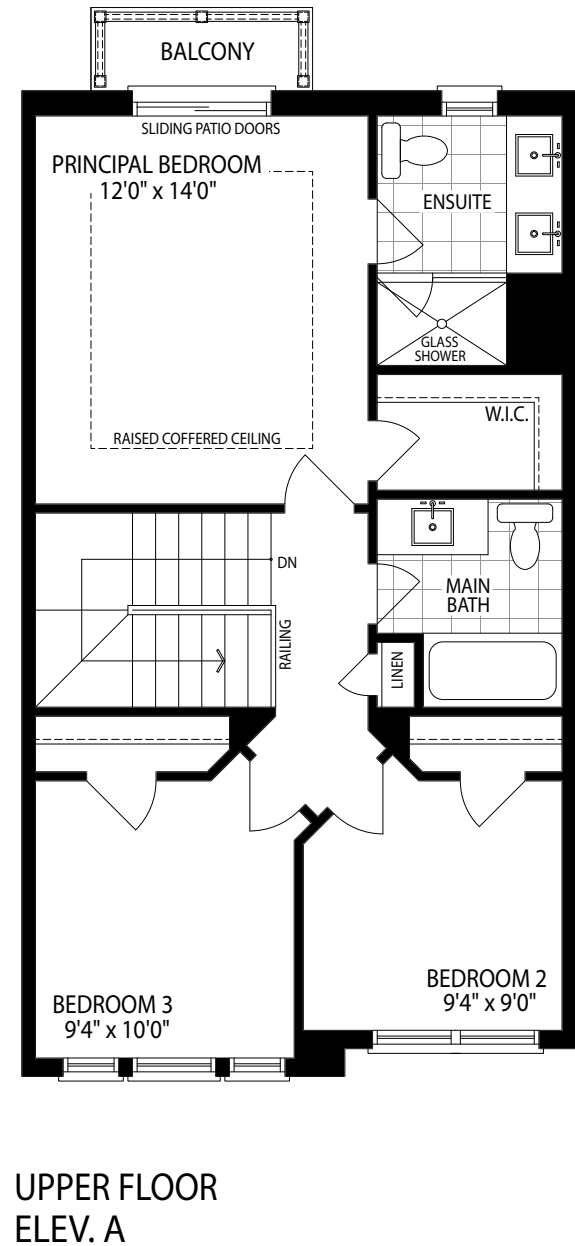 BALCONY
SLIDING PATIO DOORS
PRINCIPAL BEDROOM
12'0" x 14'0"
ENSUITE
GLASS
SHOWER
W.I.C.
RAISED COFFERED CEILING
DN
MAIN
BATH
RAILING
LINEN
BEDROOM 2
9'4" x 9'0"
BEDROOM 3
9'4" x 10'0"
UPPER FLOOR
ELEV. A